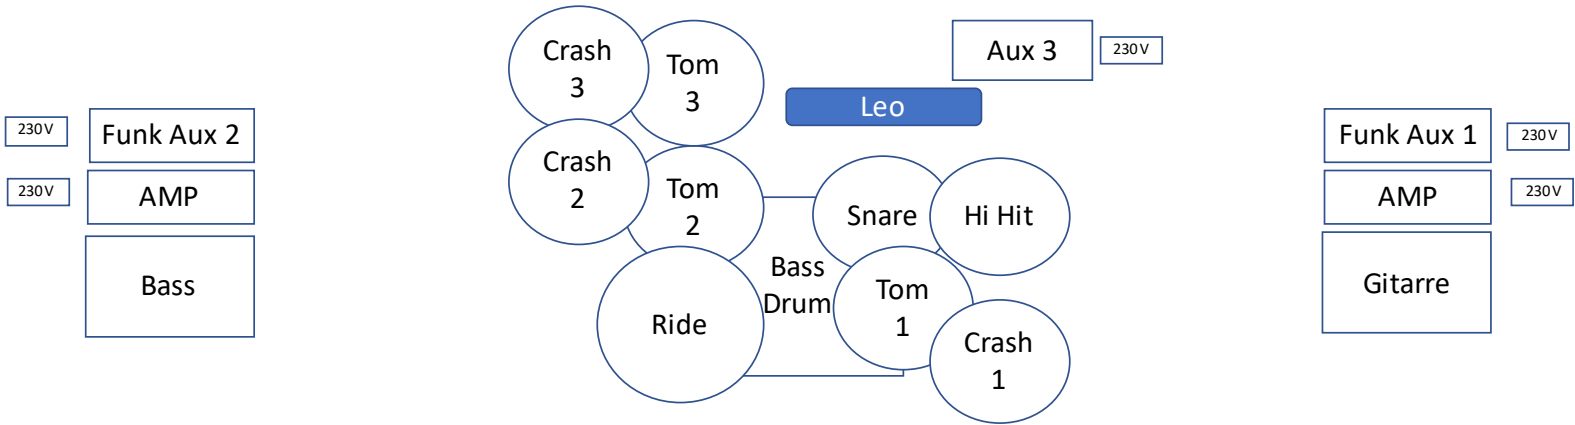 Crash
3
Tom
3
Aux 3
230V
Leo
230V
Funk Aux 2
Funk Aux 1
230V
Crash
2
Tom
2
230V
AMP
AMP
230V
Snare
Hi Hit
Bass
Drum
Bass
Gitarre
Tom
1
Ride
Crash
1